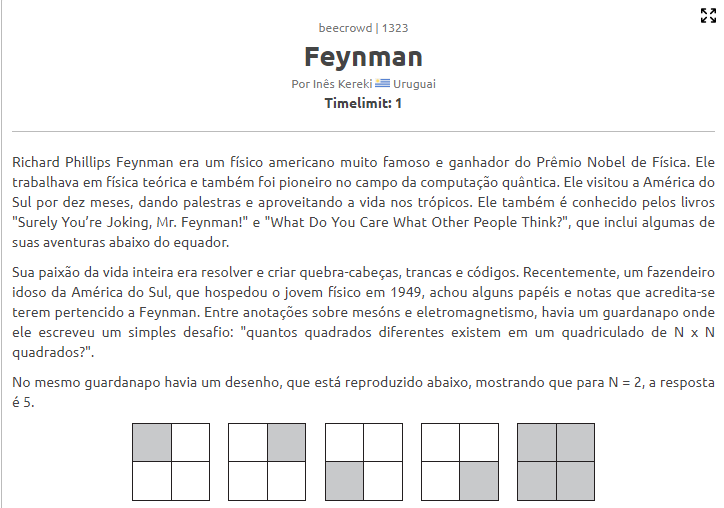 beecrowd | 1323
Feynman
Por Inês Kereki Uruguai
Timelimit: 1
Richard Phillips Feynman era um físico americano muito famoso e ganhador do Prêmio Nobel de Física. Ele
trabalhava em física teórica e também foi pioneiro no campo da computação quântica. Ele visitou a América do
Sul por dez meses, dando palestras e aproveitando a vida nos trópicos. Ele também é conhecido pelos livros
"Surely You're Joking, Mr. Feynman!" e "What Do You Care What Other People Think?", que inclui algumas de
suas aventuras abaixo do equador.
Sua paixão da vida inteira era resolver e criar quebra-cabeças, trancas e códigos. Recentemente, um fazendeiro
idoso da América do Sul, que hospedou o jovem físico em 1949, achou alguns papéis e notas que acredita-se
terem pertencido a Feynman. Entre anotações sobre mesóns e eletromagnetismo, havia um guardanapo onde
ele escreveu um simples desafio: "quantos quadrados diferentes existem em um quadriculado de N x N
quadrados?".
No mesmo guardanapo havia um desenho, que está reproduzido abaixo, mostrando que para N = 2, a resposta
é 5.